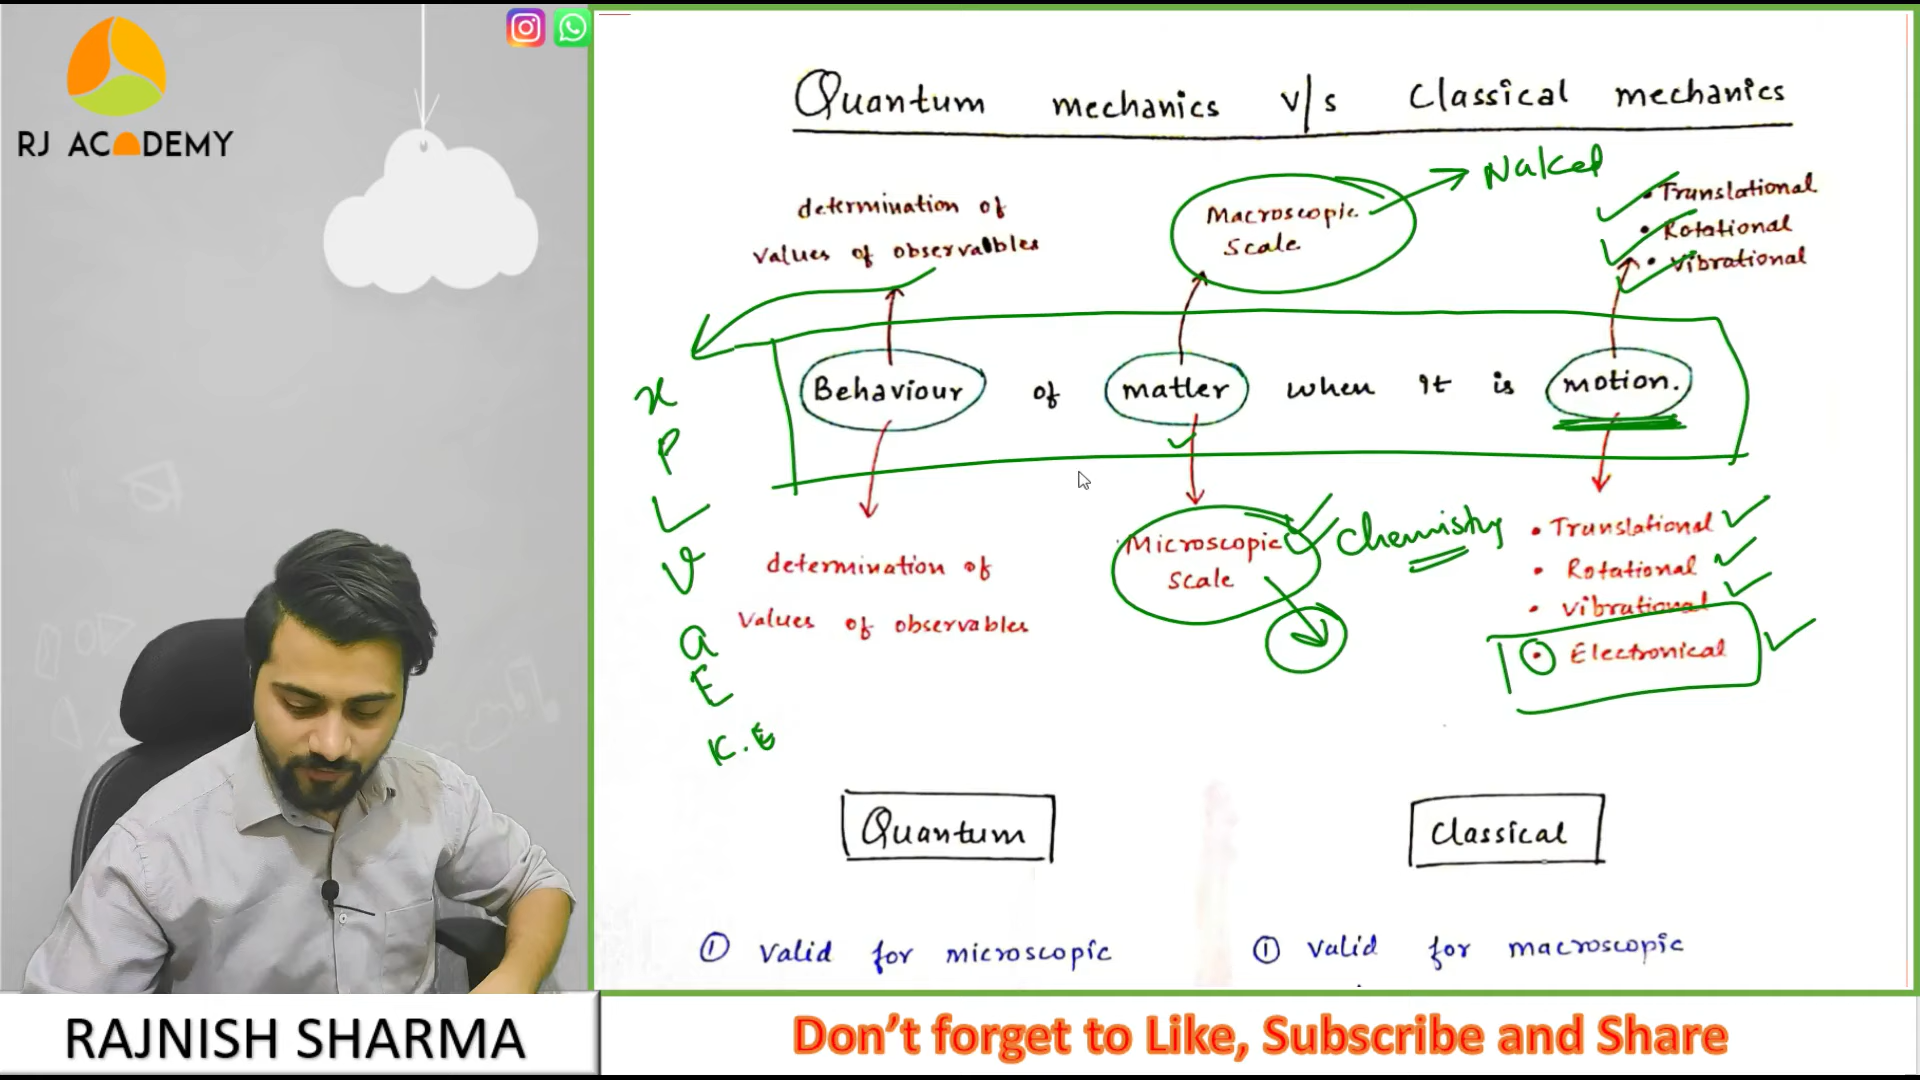 RJ ACADEMY
Quantum mechanics v/s Classical mechanics
Naked
determination of
values of observables
Macroscopic
Scale
• Translational
• Rotational
• Vibrational
Behaviour of matter when it is motion.
x
P
L
v
a
E
K.E
determination of
Values of observables
Microscopic
Scale
Chemistry
• Translational
• Rotational
• Vibrational
• Electronical
Quantum
Classical
① Valid for microscopic
① Valid for macroscopic
RAJNISH SHARMA
Don't forget to Like, Subscribe and Share